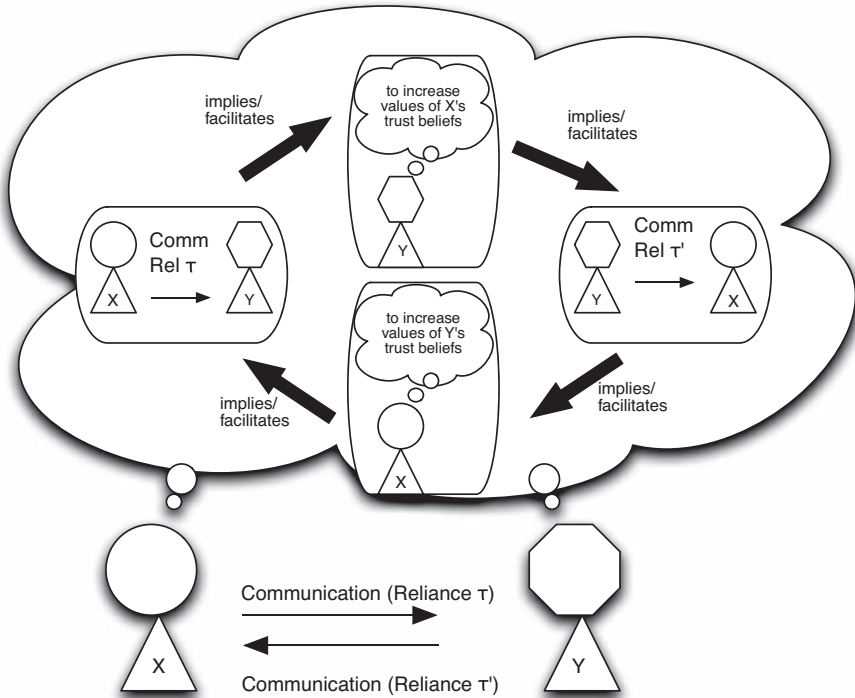 to increase
values of X's
trust beliefs
implies/
facilitates
implies/
facilitates
Y
Comm
Rel τ
X
Y
Comm
Rel τ'
Y
X
to increase
values of Y's
trust beliefs
implies/
facilitates
implies/
facilitates
X
Communication (Reliance τ)
X
Y
Communication (Reliance τ')